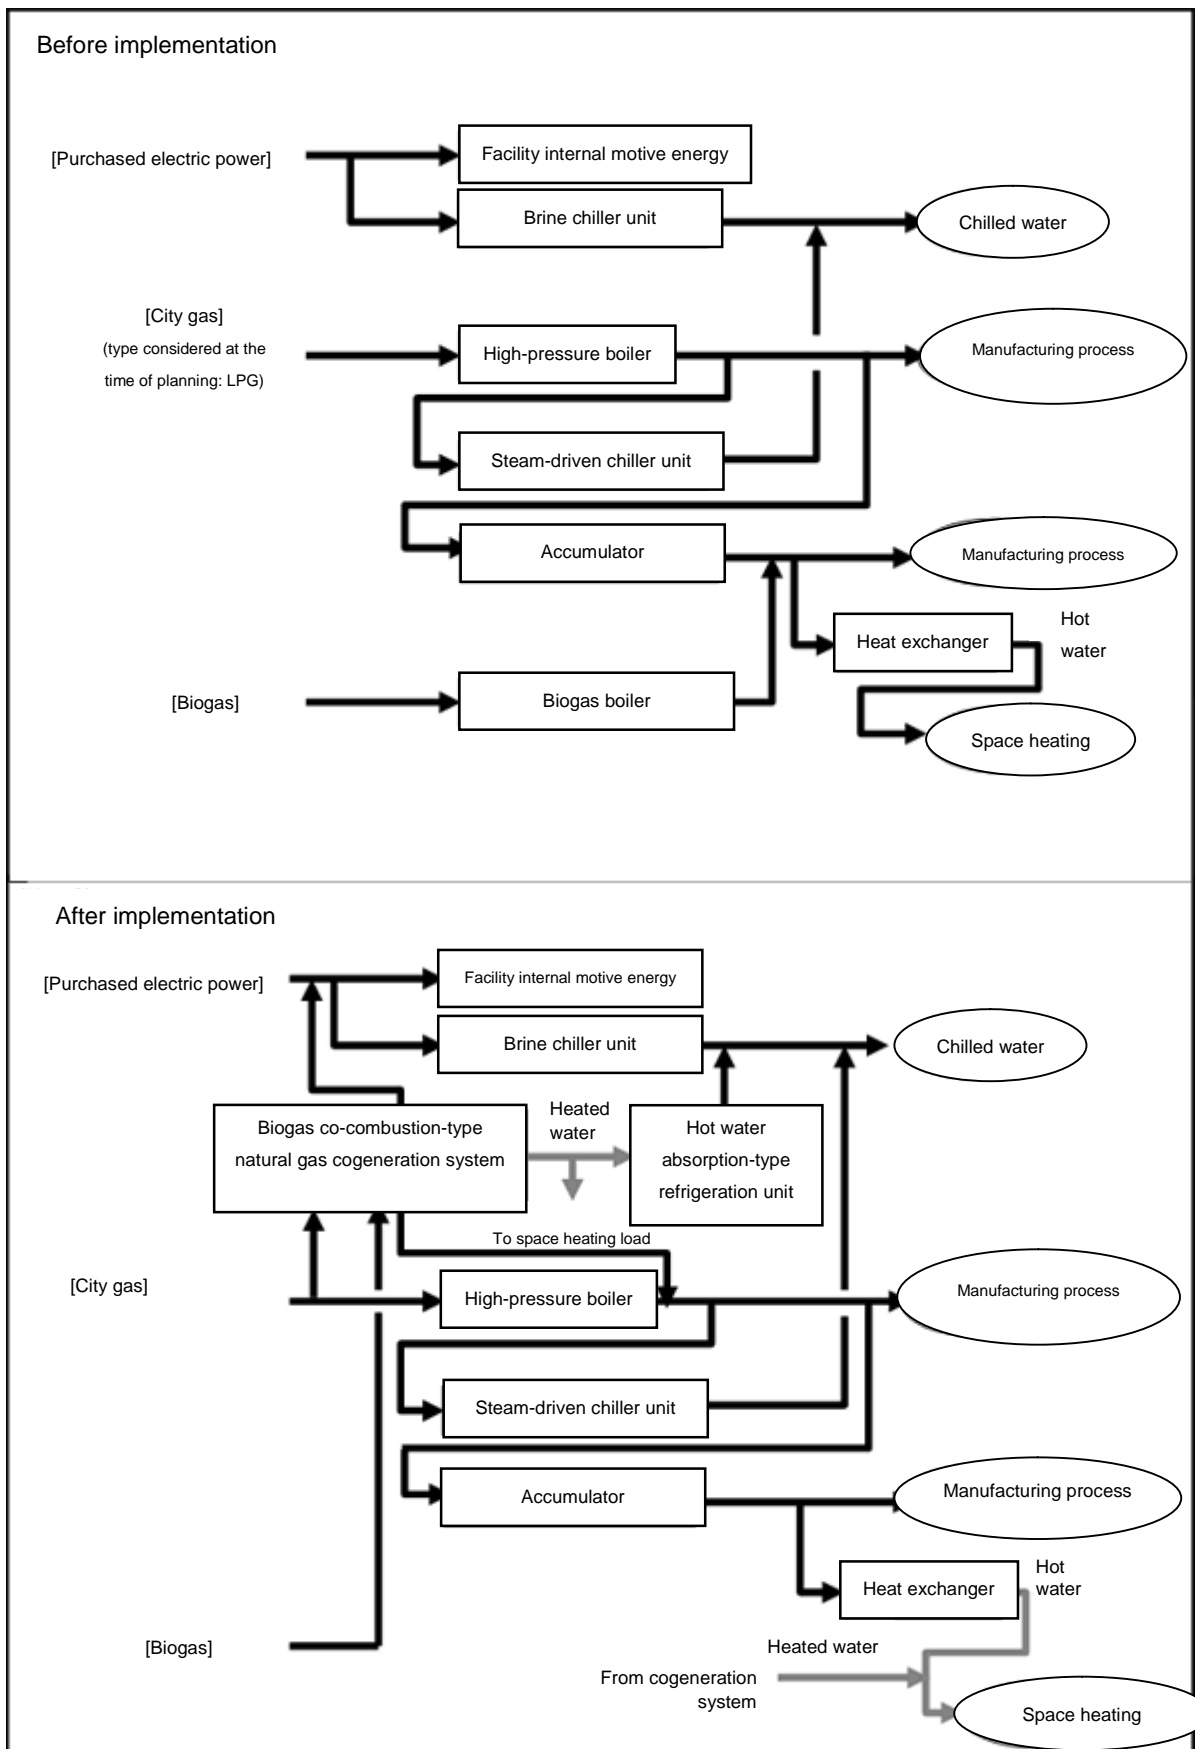 Before implementation
[Purchased electric power]
Facility internal motive energy
Brine chiller unit
Chilled water
[City gas]
(type considered at the
time of planning: LPG)
High-pressure boiler
Manufacturing process
Steam-driven chiller unit
Accumulator
Manufacturing process
Heat exchanger
Hot
water
[Biogas]
Biogas boiler
Space heating
After implementation
[Purchased electric power]
Facility internal motive energy
Brine chiller unit
Chilled water
Biogas co-combustion-type
natural gas cogeneration system
Heated
water
Hot water
absorption-type
refrigeration unit
To space heating load
[City gas]
High-pressure boiler
Manufacturing process
Steam-driven chiller unit
Accumulator
Manufacturing process
Heat exchanger
Hot
water
[Biogas]
Heated water
From cogeneration
system
Space heating